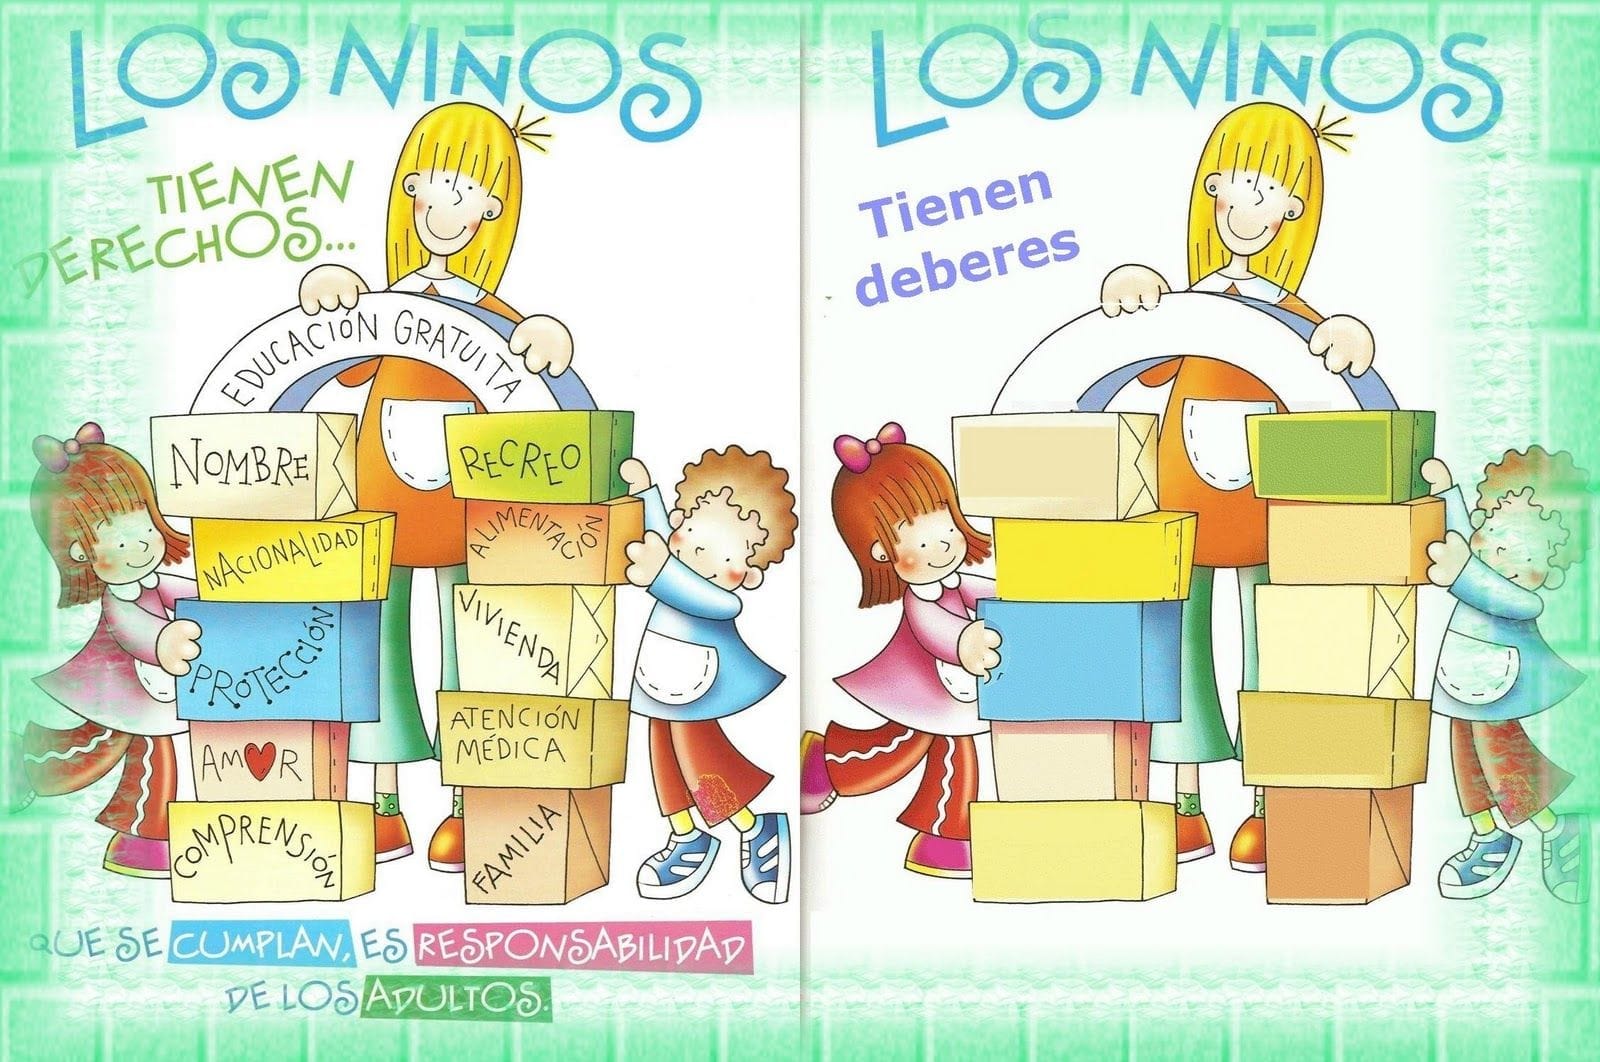 LOS NIÑOS
TIENEN
DERECHOS...
EDUCACIÓN GRATUITA
NOMBRE
NACIONALIDAD
PROTECCIÓN
AMOR
COMPRENSIÓN
RECREO
ALIMENTACIÓN
VIVIENDA
ATENCIÓN
MÉDICA
FAMILIA
QUE SE CUMPLAN, ES RESPONSABILIDAD
DE LOS ADULTOS.
LOS NIÑOS
Tienen
deberes